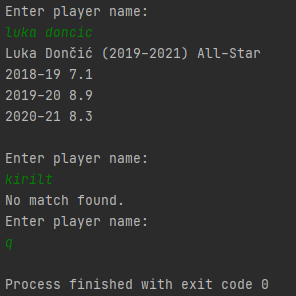 Enter player name:
luka doncic
Luka Dončić (2019-2021) All-Star
2018-19 7.1
2019-20 8.9
2020-21 8.3
Enter player name:
kirilt
No match found.
Enter player name:
q
Process finished with exit code 0